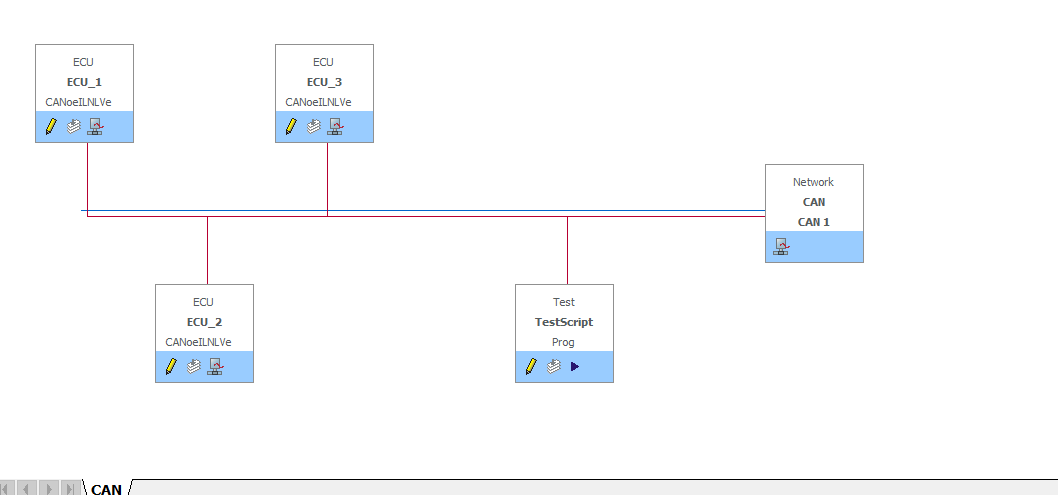 ECU
ECU_1
CANoeILNLVe
ECU
ECU_3
CANoeILNLVe
Network
CAN
CAN 1
ECU
ECU_2
CANoeILNLVe
Test
TestScript
Prog
CAN